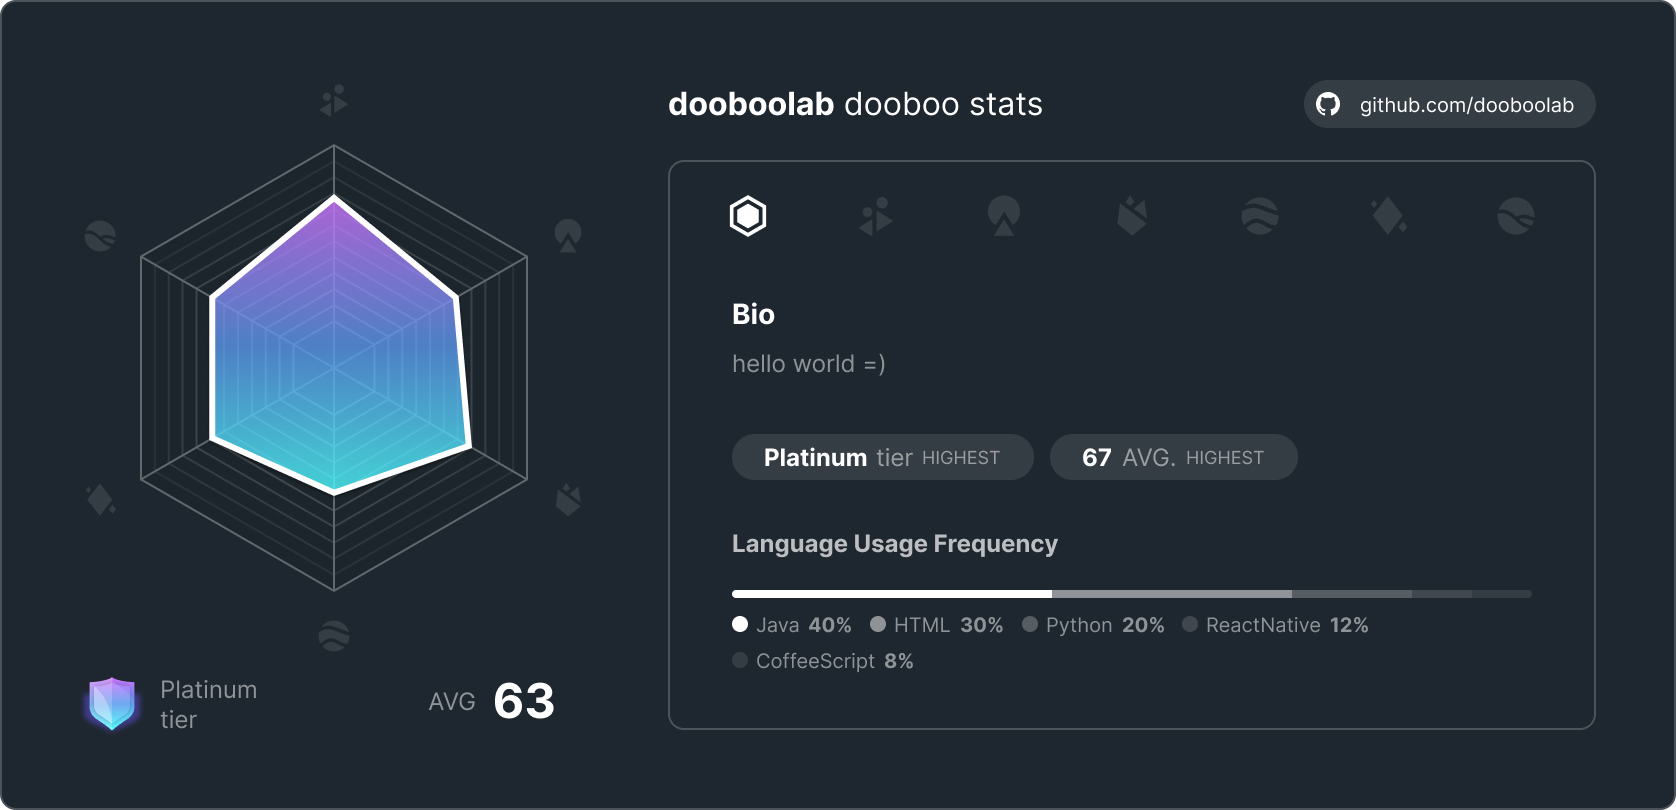 dooboolab dooboo stats
github.com/dooboolab
Bio
hello world =)
Platinum tier HIGHEST
67 AVG. HIGHEST
Language Usage Frequency
Java 40% HTML 30% Python 20% ReactNative 12%
CoffeeScript 8%
Platinum
tier
AVG 63